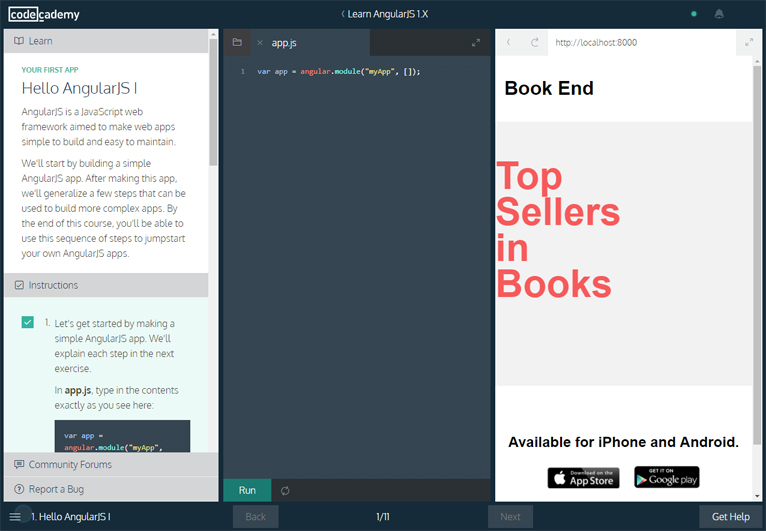 codecademy
Learn AngularJS 1.X
Learn
app.js
http://localhost:8000
YOUR FIRST APP
Hello AngularJS I
AngularJS is a JavaScript web
framework aimed to make web apps
simple to build and easy to maintain.
We'll start by building a simple
AngularJS app. After making this app,
we'll generalize a few steps that can be
used to build more complex apps. By
the end of this course, you'll be able to
use this sequence of steps to jumpstart
your own AngularJS apps.
Instructions
1. Let's get started by making a
simple AngularJS app. We'll
explain each step in the next
exercise.
In app.js, type in the contents
exactly as you see here:
var app =
angular.module("myApp",
Community Forums
Report a Bug
1 var app = angular.module("myApp", []);
Run
Book End
Top
Sellers
in
Books
Available for iPhone and Android.
Download on the
App Store
GET IT ON
Google play
1. Hello AngularJS I
Back
1/11
Next
Get Help